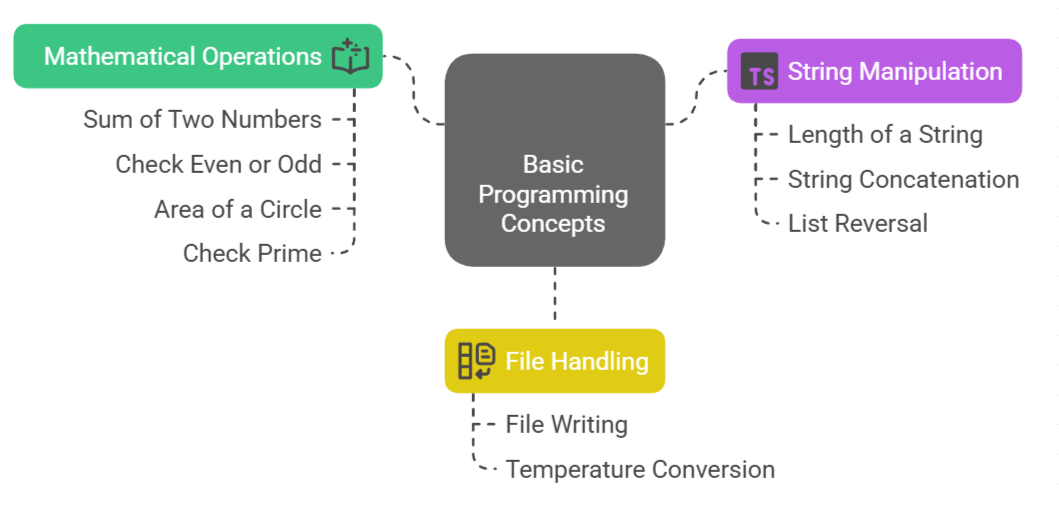 Mathematical Operations
Sum of Two Numbers
Check Even or Odd
Area of a Circle
Check Prime
Basic
Programming
Concepts
TS String Manipulation
Length of a String
String Concatenation
List Reversal
File Handling
File Writing
Temperature Conversion